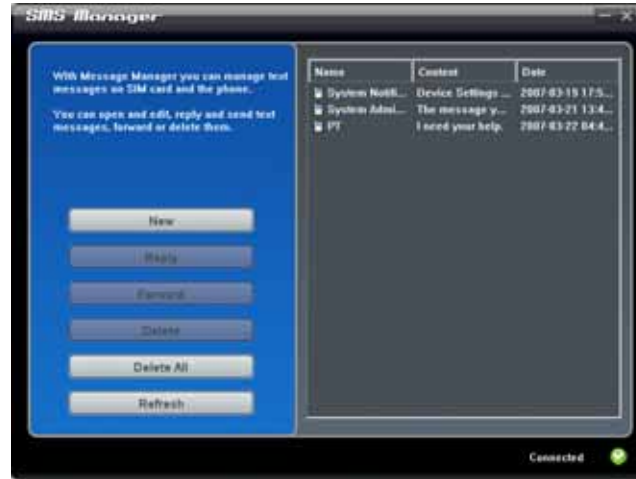 SMS Manager
With Message Manager you can manage text
messages on SIM card and the phone.
You can open and edit, reply and send text
messages, forward or delete them.
New
Reply
Forward
Delete
Delete All
Refresh
Name Content Date
System Notifi... Device Settings ... 2007-03-19 17:5...
System Admi... The message y... 2007-03-21 13:4...
PT I need your help. 2007-03-22 04:4...
Connected